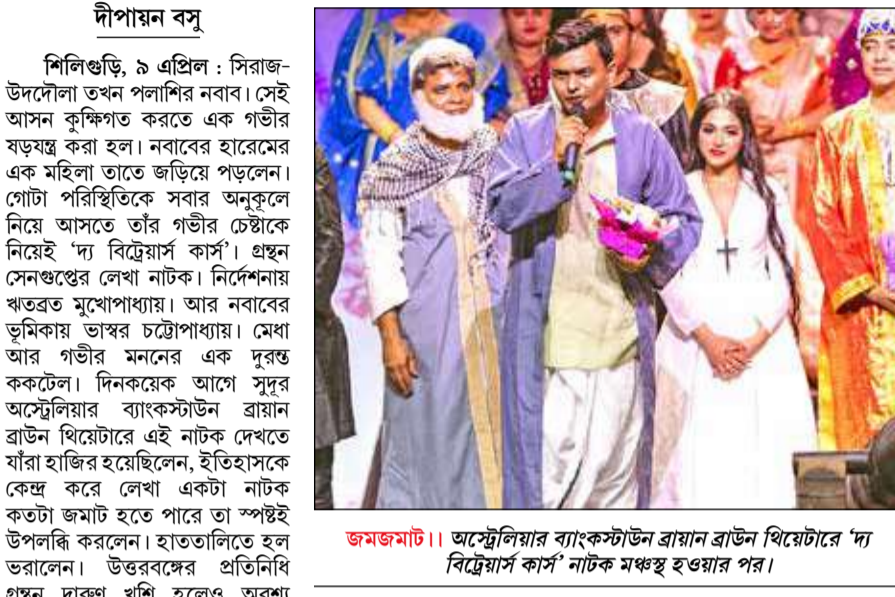 দীপায়ন বসু
শিলিগুড়ি, ৯ এপ্রিল : সিরাজ-
উদদৌলা তখন পলাশির নবাব। সেই
আসন কুক্ষিগত করতে এক গভীর
ষড়যন্ত্র করা হল। নবাবের হারেমের
এক মহিলা তাতে জড়িয়ে পড়লেন।
গোটা পরিস্থিতিকে সবার অনুকূলে
নিয়ে আসতে তাঁর গভীর চেষ্টাকে
নিয়েই ‘দ্য বিট্রেয়ার্স কার্স’। গ্রন্থন
সেনগুপ্তের লেখা নাটক। নির্দেশনায়
ঋতব্রত মুখোপাধ্যায়। আর নবাবের
ভূমিকায় ভাস্বর চট্টোপাধ্যায়। মেধা
আর গভীর মননের এক দুরন্ত
ককটেল। দিনকয়েক আগে সুদূর
অস্ট্রেলিয়ার ব্যাংকস্টাউন ব্রায়ান
ব্রাউন থিয়েটারে এই নাটক দেখতে
যাঁরা হাজির হয়েছিলেন, ইতিহাসকে
কেন্দ্র করে লেখা একটা নাটক
কতটা জমাট হতে পারে তা স্পষ্টই
উপলব্ধি করলেন। হাততালিতে হল
ভরালেন। উত্তরবঙ্গের প্রতিনিধি
গ্রন্থন দারুণ খুশি হলেও অবশ্য
জমজমাট।। অস্ট্রেলিয়ার ব্যাংকস্টাউন ব্রায়ান ব্রাউন থিয়েটারে ‘দ্য
বিট্রেয়ার্স কার্স’ নাটক মঞ্চস্থ হওয়ার পর।